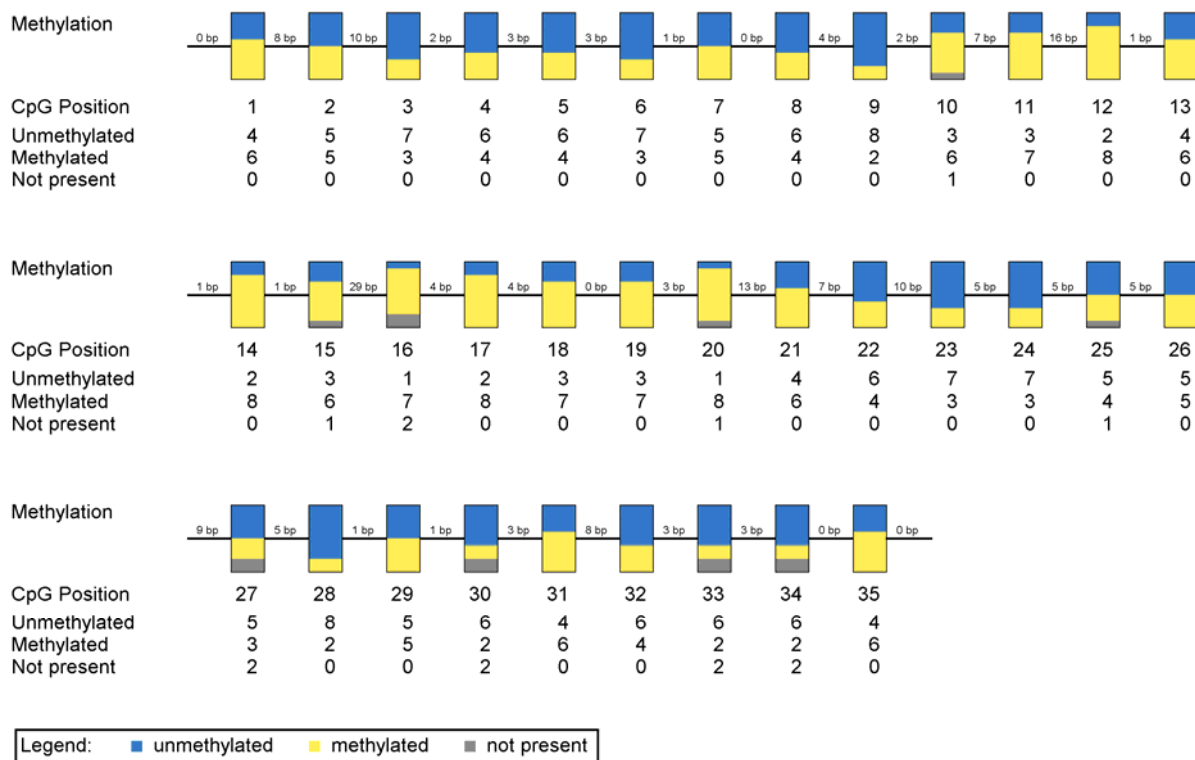 Methylation
0 bp 8 bp 10 bp 2 bp 3 bp 3 bp 1 bp 0 bp 4 bp 2 bp 7 bp 16 bp 1 bp
CpG Position 1 2 3 4 5 6 7 8 9 10 11 12 13
Unmethylated 4 5 7 6 6 7 5 6 8 3 3 2 4
Methylated 6 5 3 4 4 3 5 4 2 6 7 8 6
Not present 0 0 0 0 0 0 0 0 0 1 0 0 0
Methylation
1 bp 1 bp 29 bp 4 bp 4 bp 0 bp 3 bp 13 bp 7 bp 10 bp 5 bp 5 bp 5 bp
CpG Position 14 15 16 17 18 19 20 21 22 23 24 25 26
Unmethylated 2 3 1 2 3 3 1 4 6 7 7 5 5
Methylated 8 6 7 8 7 7 8 6 4 3 3 4 5
Not present 0 1 2 0 0 0 1 0 0 0 0 1 0
Methylation
9 bp 5 bp 1 bp 1 bp 3 bp 8 bp 3 bp 3 bp 0 bp 0 bp
CpG Position 27 28 29 30 31 32 33 34 35
Unmethylated 5 8 5 6 4 6 6 6 4
Methylated 3 2 5 2 6 4 2 2 6
Not present 2 0 0 2 0 0 2 2 0
Legend: unmethylated methylated not present